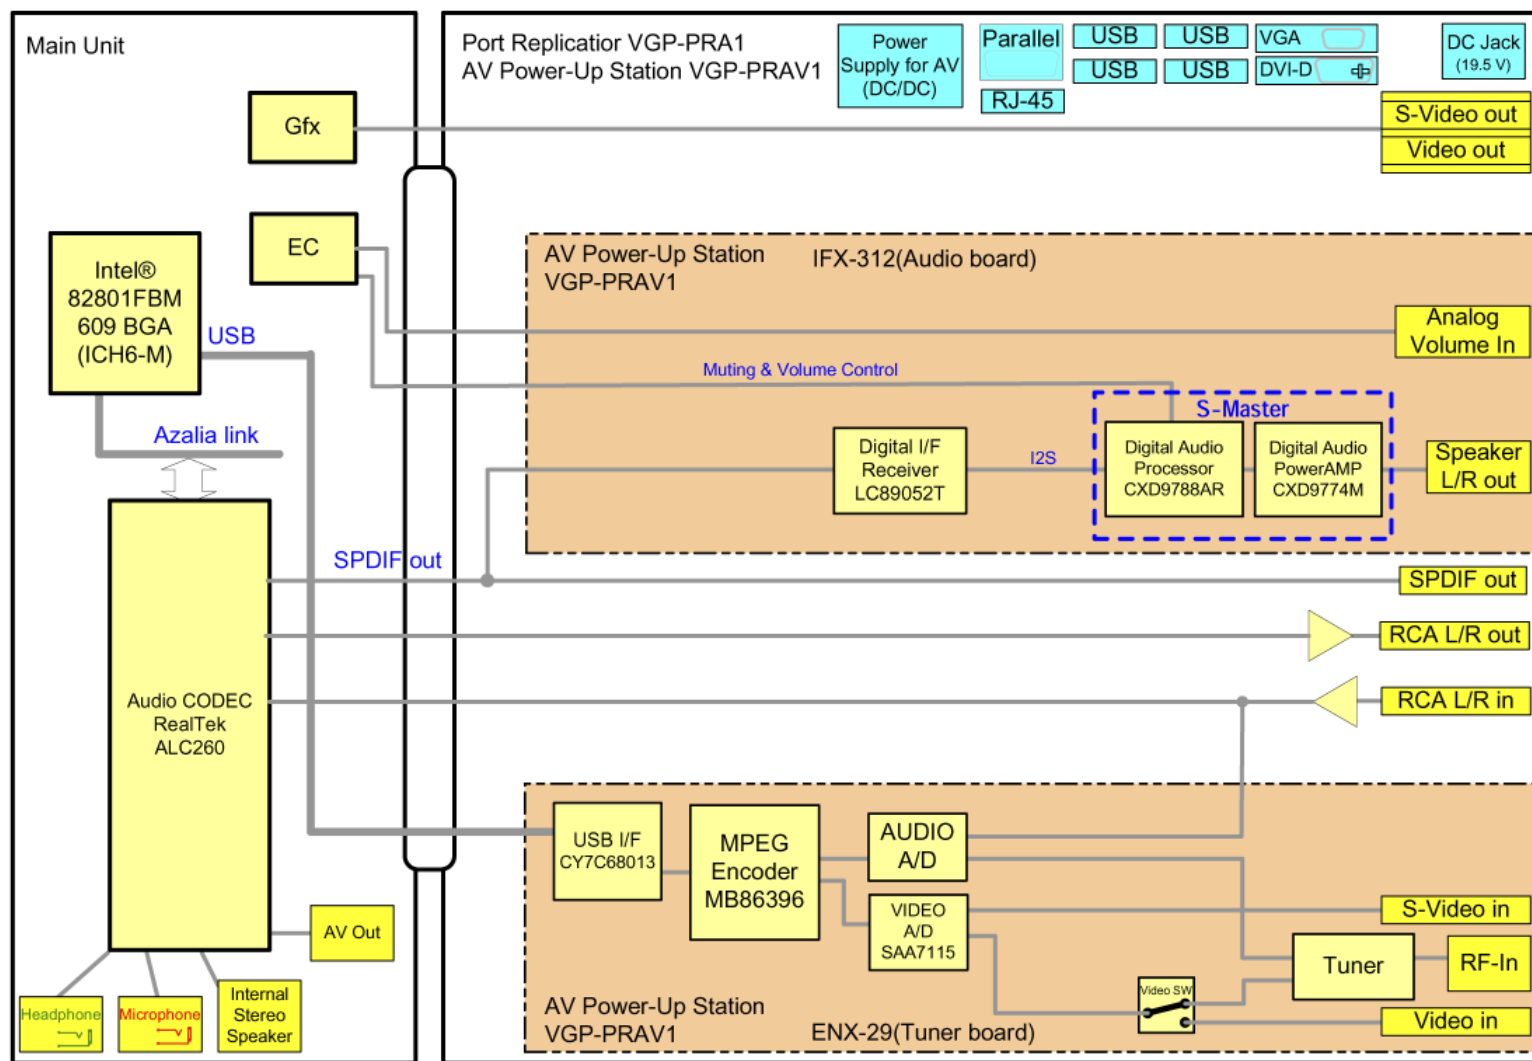 Main Unit
Port Replicatior VGP-PRA1
AV Power-Up Station VGP-PRAV1
Power
Supply for AV
(DC/DC)
Parallel
RJ-45
USB
USB
USB
USB
VGA
DVI-D
DC Jack
(19.5 V)
S-Video out
Video out
Gfx
EC
Intel®
82801FBM
609 BGA
(ICH6-M)
USB
Azalia link
AV Power-Up Station
VGP-PRAV1
IFX-312(Audio board)
Analog
Volume In
Muting & Volume Control
S-Master
Digital I/F
Receiver
LC89052T
I2S
Digital Audio
Processor
CXD9788AR
Digital Audio
PowerAMP
CXD9774M
Speaker
L/R out
SPDIF out
SPDIF out
RCA L/R out
RCA L/R in
Audio CODEC
RealTek
ALC260
USB I/F
CY7C68013
MPEG
Encoder
MB86396
AUDIO
A/D
VIDEO
A/D
SAA7115
S-Video in
Tuner
RF-In
Video SW
Video in
AV Out
Headphone
Microphone
Internal
Stereo
Speaker
AV Power-Up Station
VGP-PRAV1
ENX-29(Tuner board)